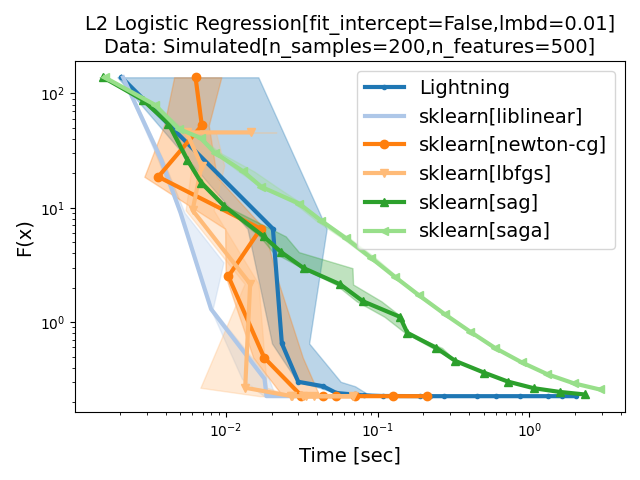 L2 Logistic Regression[fit_intercept=False,lmbd=0.01]
Data: Simulated[n_samples=200,n_features=500]
Lightning
sklearn[liblinear]
sklearn[newton-cg]
sklearn[lbfgs]
sklearn[sag]
sklearn[saga]
F(x)
10²
10¹
10⁰
10⁻²
10⁻¹
10⁰
Time [sec]